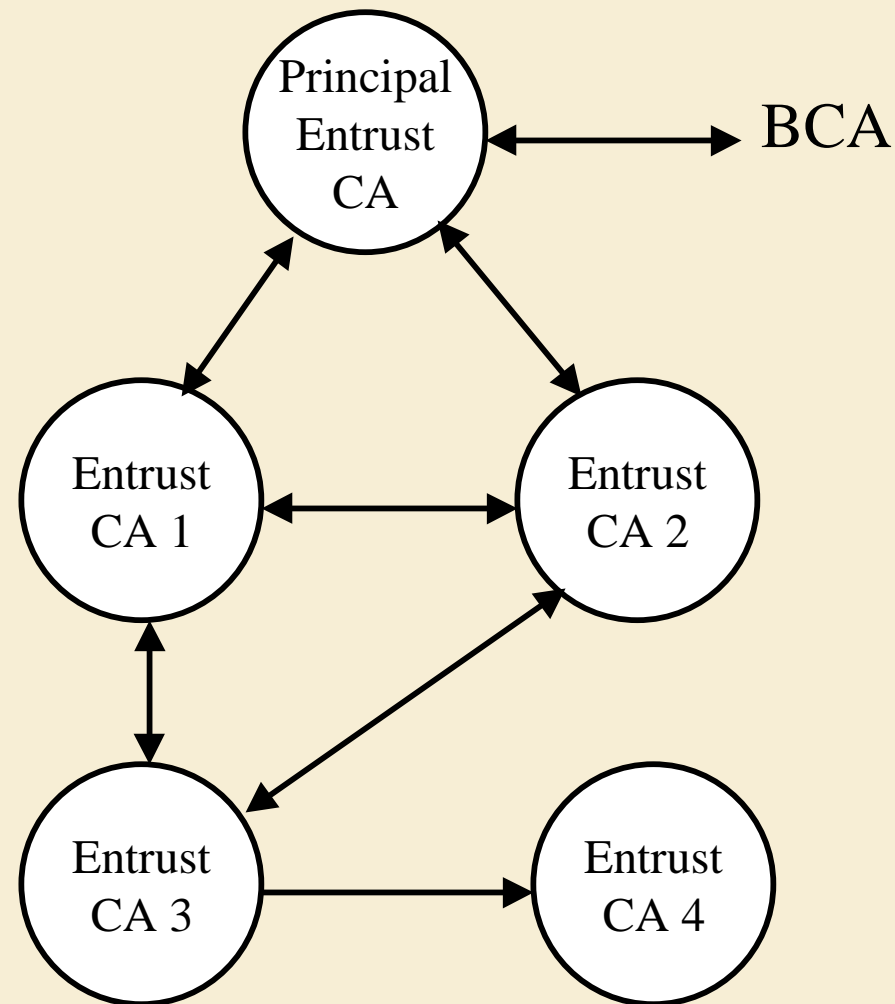 Principal
Entrust
CA
BCA
Entrust
CA 1
Entrust
CA 2
Entrust
CA 3
Entrust
CA 4